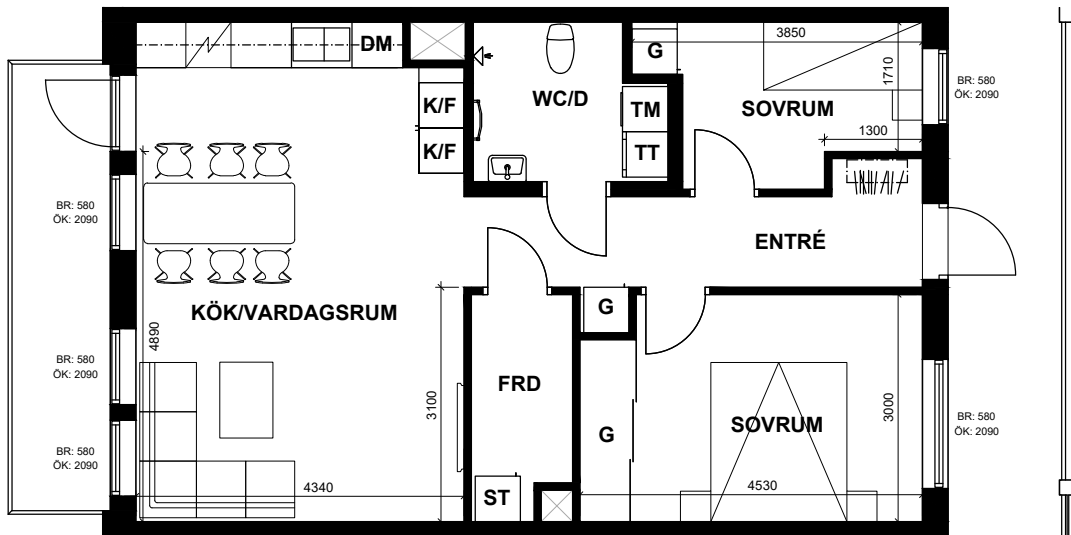 DM
G
3850
1710
BR: 580
ÖK: 2090
K/F
WC/D
TM
SOVRUM
K/F
TT
1300
BR: 580
ÖK: 2090
ENTRÉ
KÖK/VARDAGSRUM
G
4890
BR: 580
ÖK: 2090
FRD
3100
3000
SOVRUM
BR: 580
ÖK: 2090
G
BR: 580
ÖK: 2090
4340
ST
4530